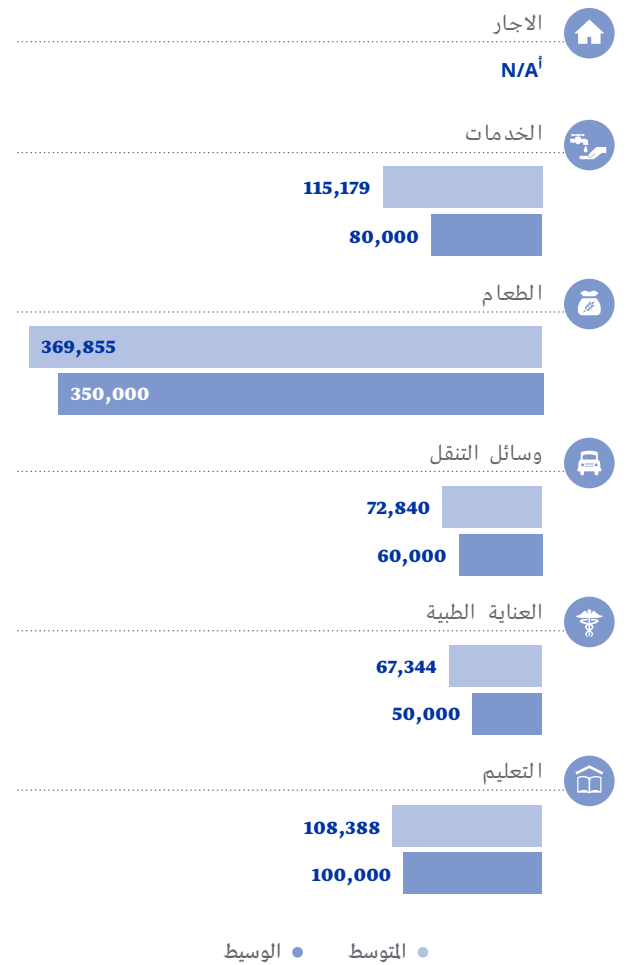 الاجار
N/Aأ
الخدمات
115,179
80,000
الطعام
369,855
350,000
وسائل التنقل
72,840
60,000
العناية الطبية
67,344
50,000
التعليم
108,388
100,000
المتوسط الوسيط